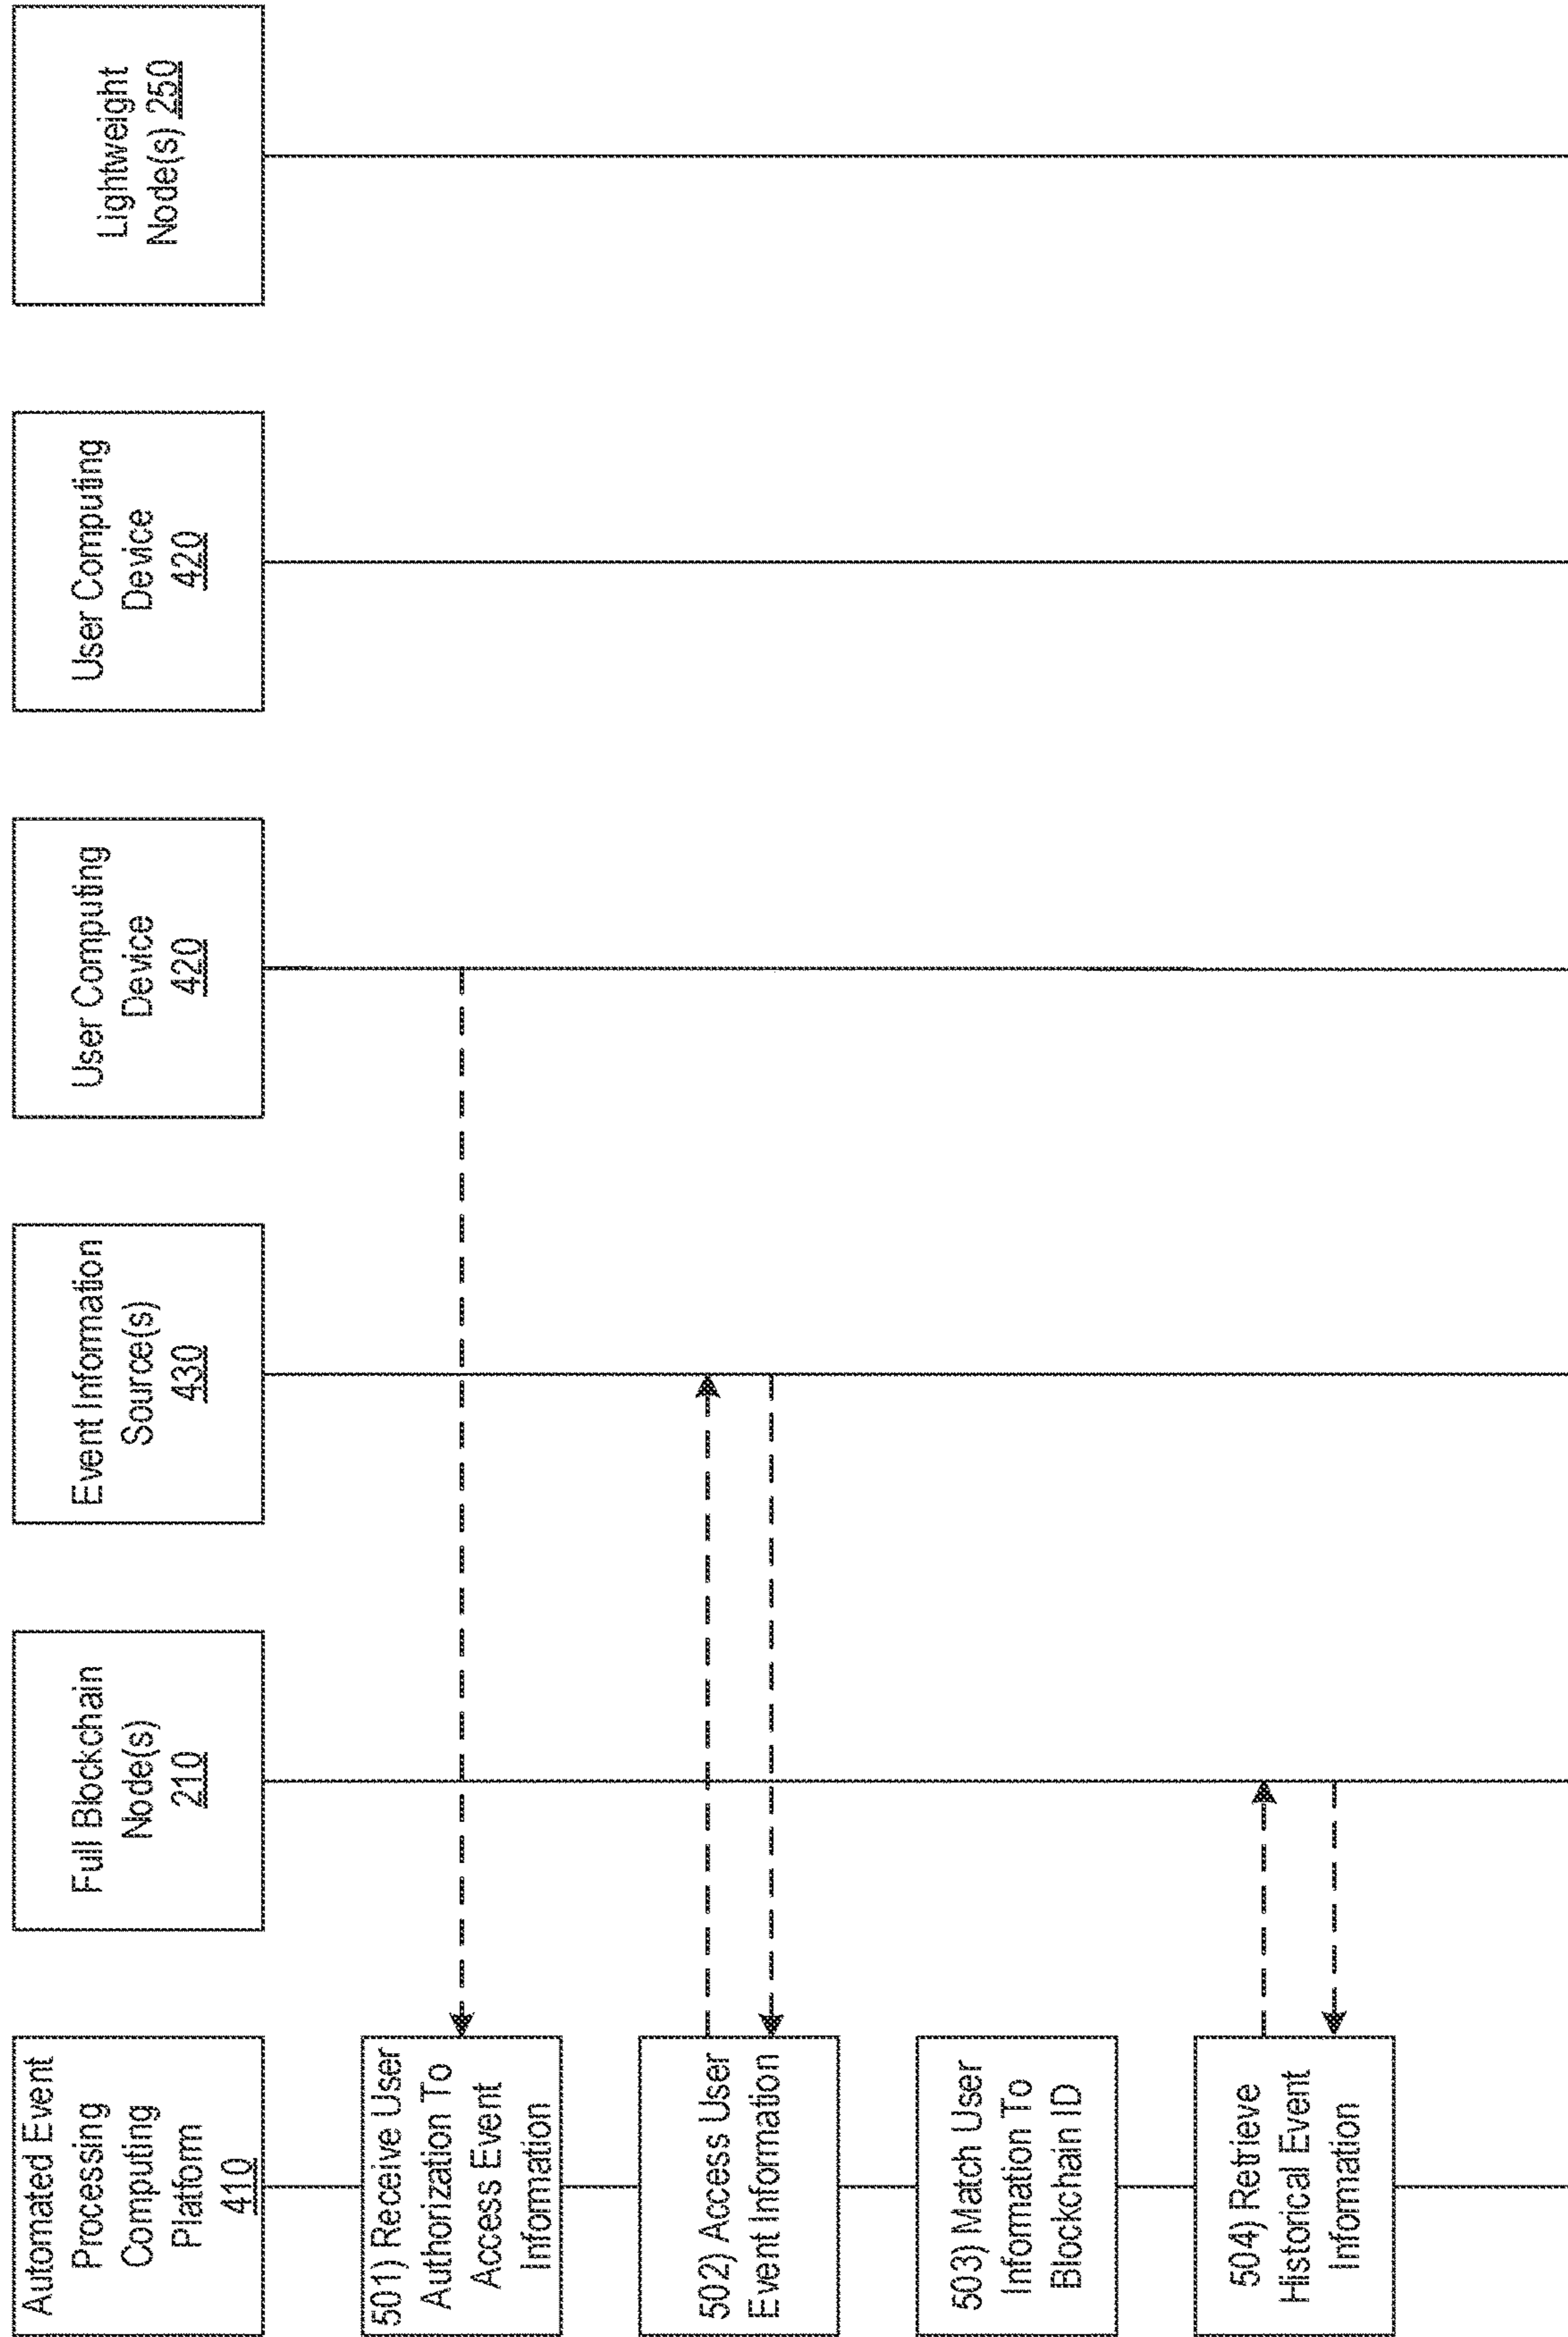 Automated Event
Processing
Computing
Platform
410
Full Blockchain
Node(s)
210
Event Information
Source(s)
430
User Computing
Device
420
User Computing
Device
420
Lightweight
Node(s) 250
501) Receive User
Authorization To
Access Event
Information
502) Access User
Event Information
503) Match User
Information To
Blockchain ID
504) Retrieve
Historical Event
Information